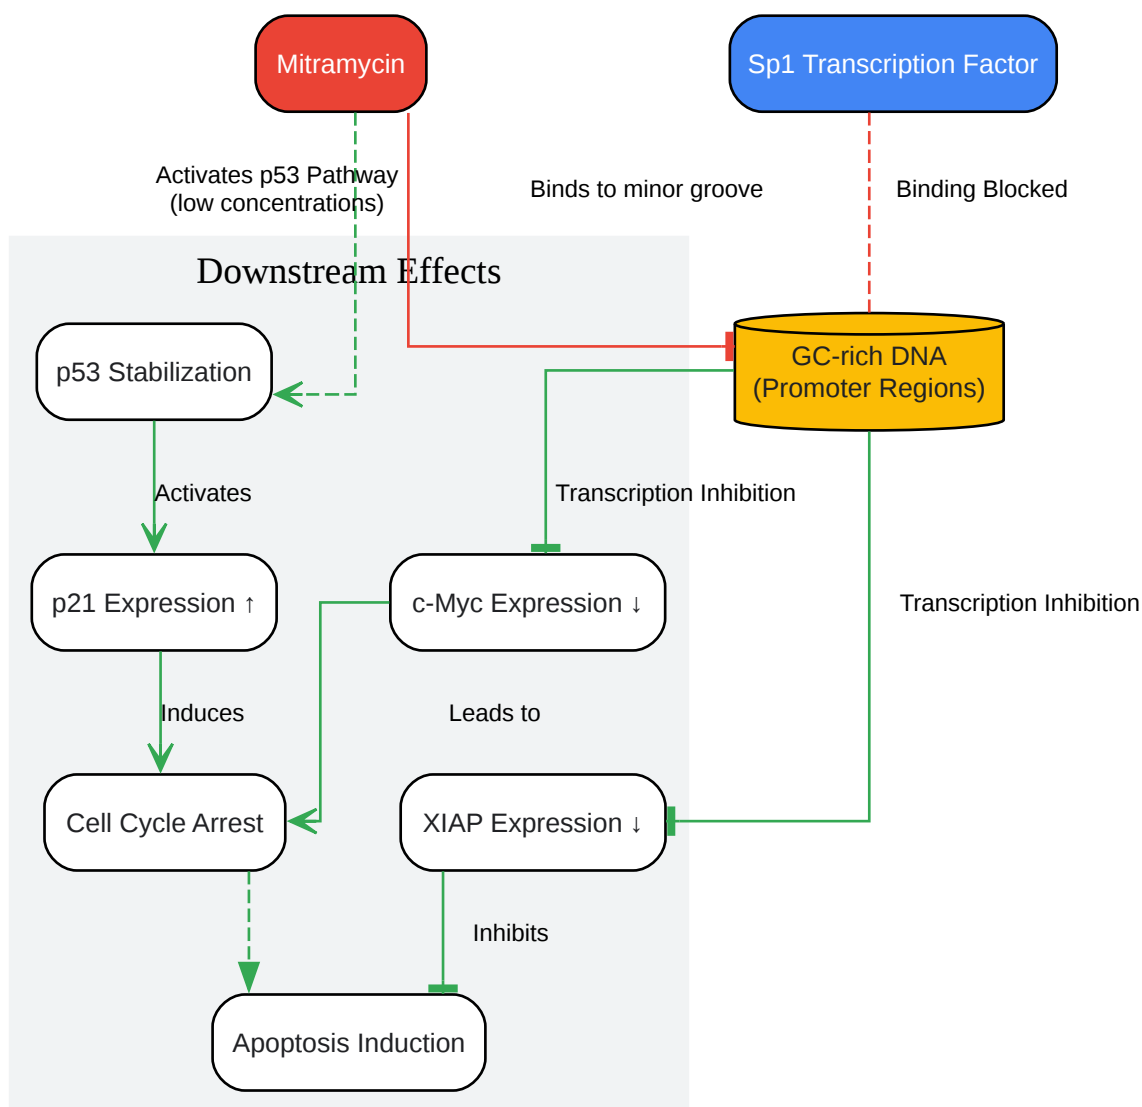 Mitramycin
Sp1 Transcription Factor
Activates p53 Pathway
(low concentrations)
Binds to minor groove
Binding Blocked
Downstream Effects
p53 Stabilization
GC-rich DNA
(Promoter Regions)
Activates
Transcription Inhibition
p21 Expression ↑
c-Myc Expression ↓
Transcription Inhibition
Induces
Leads to
Cell Cycle Arrest
XIAP Expression ↓
Inhibits
Apoptosis Induction